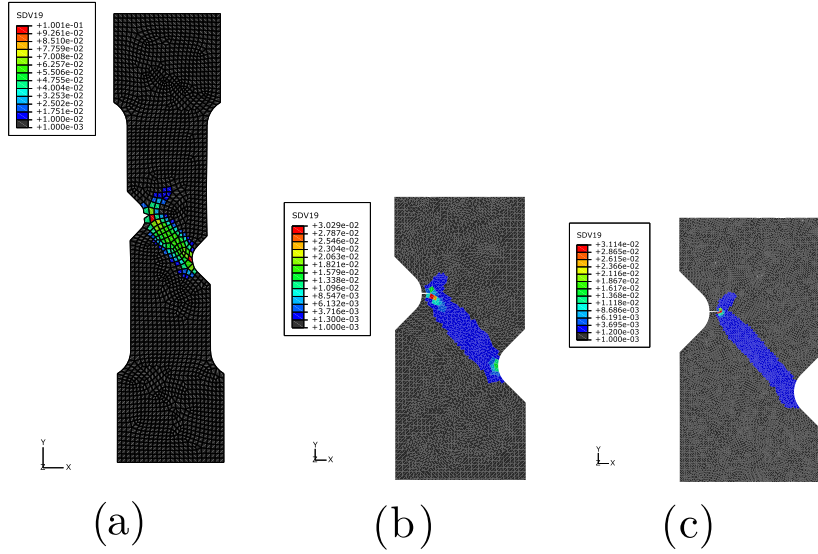 SDV19
+1.001e-01
+9.261e-02
+8.510e-02
+7.759e-02
+7.008e-02
+6.257e-02
+5.506e-02
+4.755e-02
+4.004e-02
+3.253e-02
+2.502e-02
+1.751e-02
+1.000e-02
+1.000e-03
Y
Z X
(a)
SDV19
+3.029e-02
+2.787e-02
+2.546e-02
+2.304e-02
+2.063e-02
+1.821e-02
+1.579e-02
+1.338e-02
+1.096e-02
+8.547e-03
+6.132e-03
+3.716e-03
+1.300e-03
+1.000e-03
Y
Z X
(b)
SDV19
+3.114e-02
+2.865e-02
+2.615e-02
+2.366e-02
+2.116e-02
+1.867e-02
+1.617e-02
+1.368e-02
+1.118e-02
+8.686e-03
+6.191e-03
+3.695e-03
+1.200e-03
+1.000e-03
Y
Z X
(c)